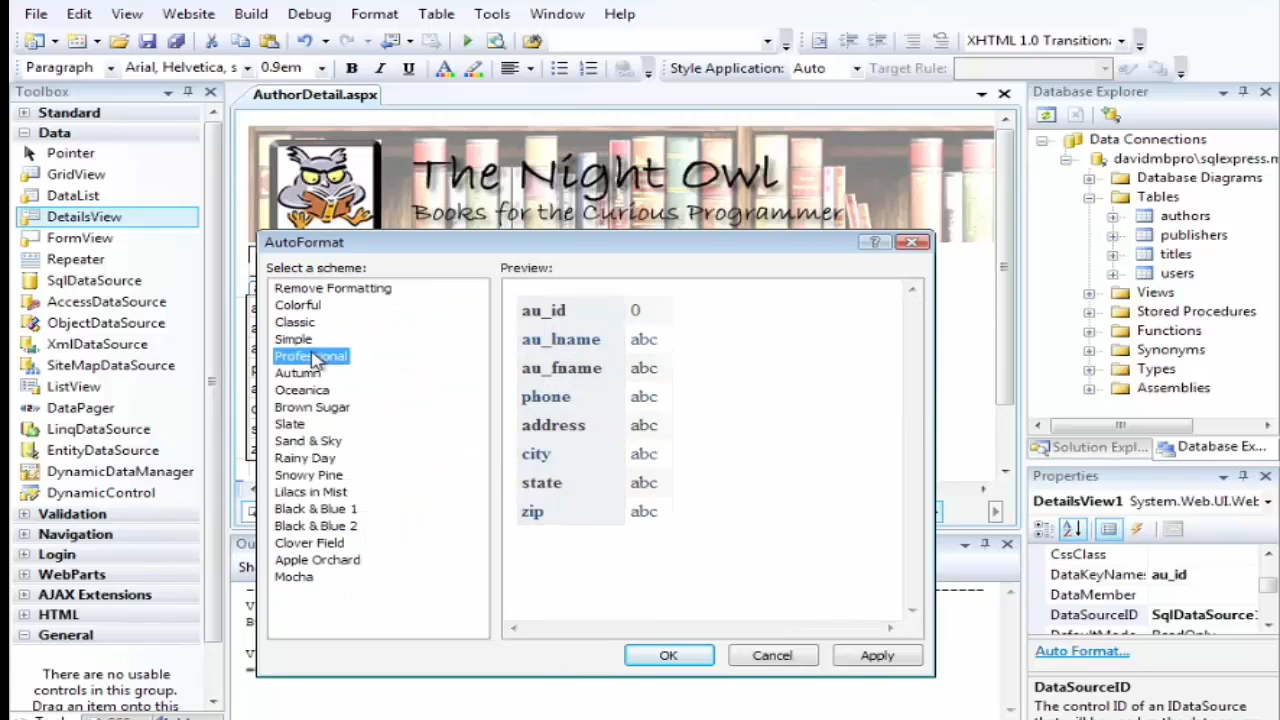 File Edit View Website Build Debug Format Table Tools Window Help
XHTML 1.0 Transition
Paragraph Arial, Helvetica, s 0.9em B I U A Style Application: Auto Target Rule:
Toolbox
Standard
Data
Pointer
GridView
DataList
DetailsView
FormView
Repeater
SqlDataSource
AccessDataSource
ObjectDataSource
XmlDataSource
SiteMapDataSource
ListView
DataPager
LinqDataSource
EntityDataSource
DynamicDataManager
DynamicControl
Validation
Navigation
Login
WebParts
AJAX Extensions
HTML
General
There are no usable
controls in this group.
Drag an item onto this
AuthorDetail.aspx
The Night Owl
Books for the Curious Programmer
AutoFormat
Select a scheme:
Remove Formatting
Colorful
Classic
Simple
Professional
Autumn
Oceanica
Brown Sugar
Slate
Sand & Sky
Rainy Day
Snowy Pine
Lilacs in Mist
Black & Blue 1
Black & Blue 2
Clover Field
Apple Orchard
Mocha
Preview:
au_id 0
au_lname abc
au_fname abc
phone abc
address abc
city abc
state abc
zip abc
OK Cancel Apply
Database Explorer
Data Connections
davidmbpro\sqlexpress.n
Database Diagrams
Tables
authors
publishers
titles
users
Views
Stored Procedures
Functions
Synonyms
Types
Assemblies
Solution Expl... Database Ex...
Properties
DetailsView1 System.Web.UI.Web
CssClass
DataKeyName: au_id
DataMember
DataSourceID SqlDataSource
Auto Format...
DataSourceID
The control ID of an IDataSource